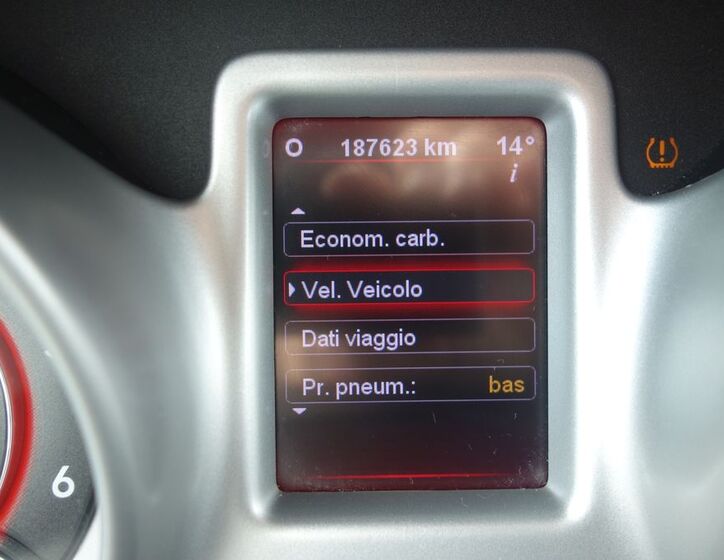 O 187623 km 14°
i
Econom. carb.
Vel. Veicolo
Dati viaggio
Pr. pneum.: bas
6